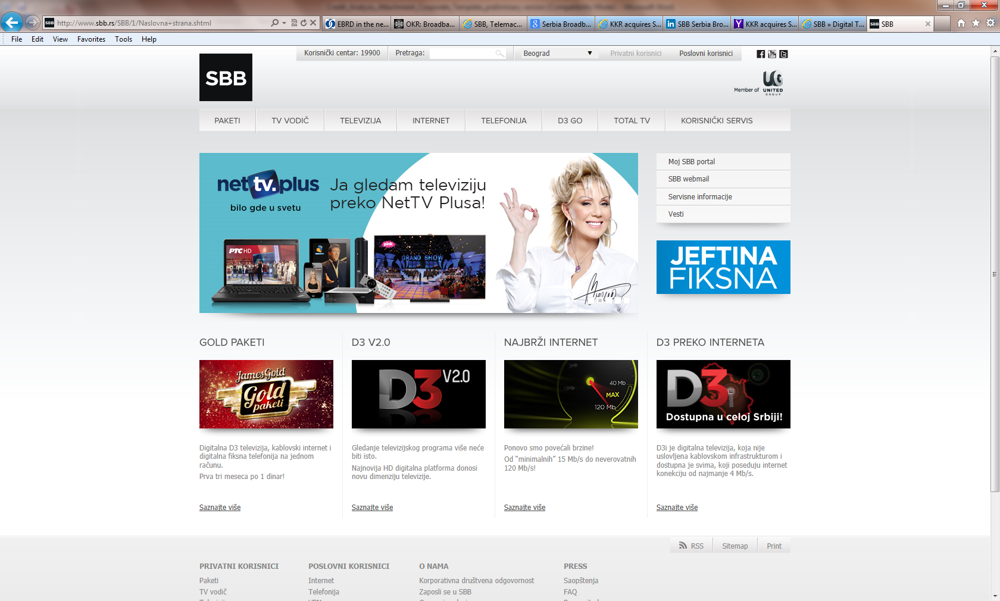 http://www.sbb.rs/SBB/1/Naslovna+strana.shtml
EBRD in the ne...
OKR: Broadba...
SBB, Telemac...
Serbia Broadb...
KKR acquires S...
SBB Serbia Bro...
KKR acquires S...
SBB » Digital T...
SBB
File Edit View Favorites Tools Help
Korisnički centar: 19900
Pretraga:
Beograd
Privatni korisnici
Poslovni korisnici
SBB
Member of UNITED GROUP
PAKETI
TV VODIČ
TELEVIZIJA
INTERNET
TELEFONIJA
D3 GO
TOTAL TV
KORISNIČKI SERVIS
net tv. plus
bilo gde u svetu
Ja gledam televiziju
preko NetTV Plusa!
PTC HD
pink
GRAND SHOW
Moj SBB portal
SBB webmail
Servisne informacije
Vesti
JEFTINA
FIKSNA
GOLD PAKETI
James Gold
Gold
paketi
Digitalna D3 televizija, kablovski internet i
digitalna fiksna telefonija na jednom
računu.
Prva tri meseca po 1 dinar!
Saznajte više
D3 V2.0
D3 V2.0
Gledanje televizijskog programa više neće
biti isto.
Najnovija HD digitalna platforma donosi
novu dimenziju televizije.
Saznajte više
NAJBRŽI INTERNET
40 Mb
MAX
120 Mb
Ponovo smo povećali brzine!
Od “minimalnih” 15 Mb/s do neverovatnih
120 Mb/s!
Saznajte više
D3 PREKO INTERNETA
D3i
Dostupna u celoj Srbiji!
D3i je digitalna televizija, koja nije
uslovljena kablovskom infrastrukturom i
dostupna je svima, koji poseduju internet
konekciju od najmanje 4 Mb/s.
Saznajte više
RSS
Sitemap
Print
PRIVATNI KORISNICI
Paketi
TV vodič
POSLOVNI KORISNICI
Internet
Telefonija
O NAMA
Korporativna društvena odgovornost
Zaposli se u SBB
PRESS
Saopštenja
FAQ